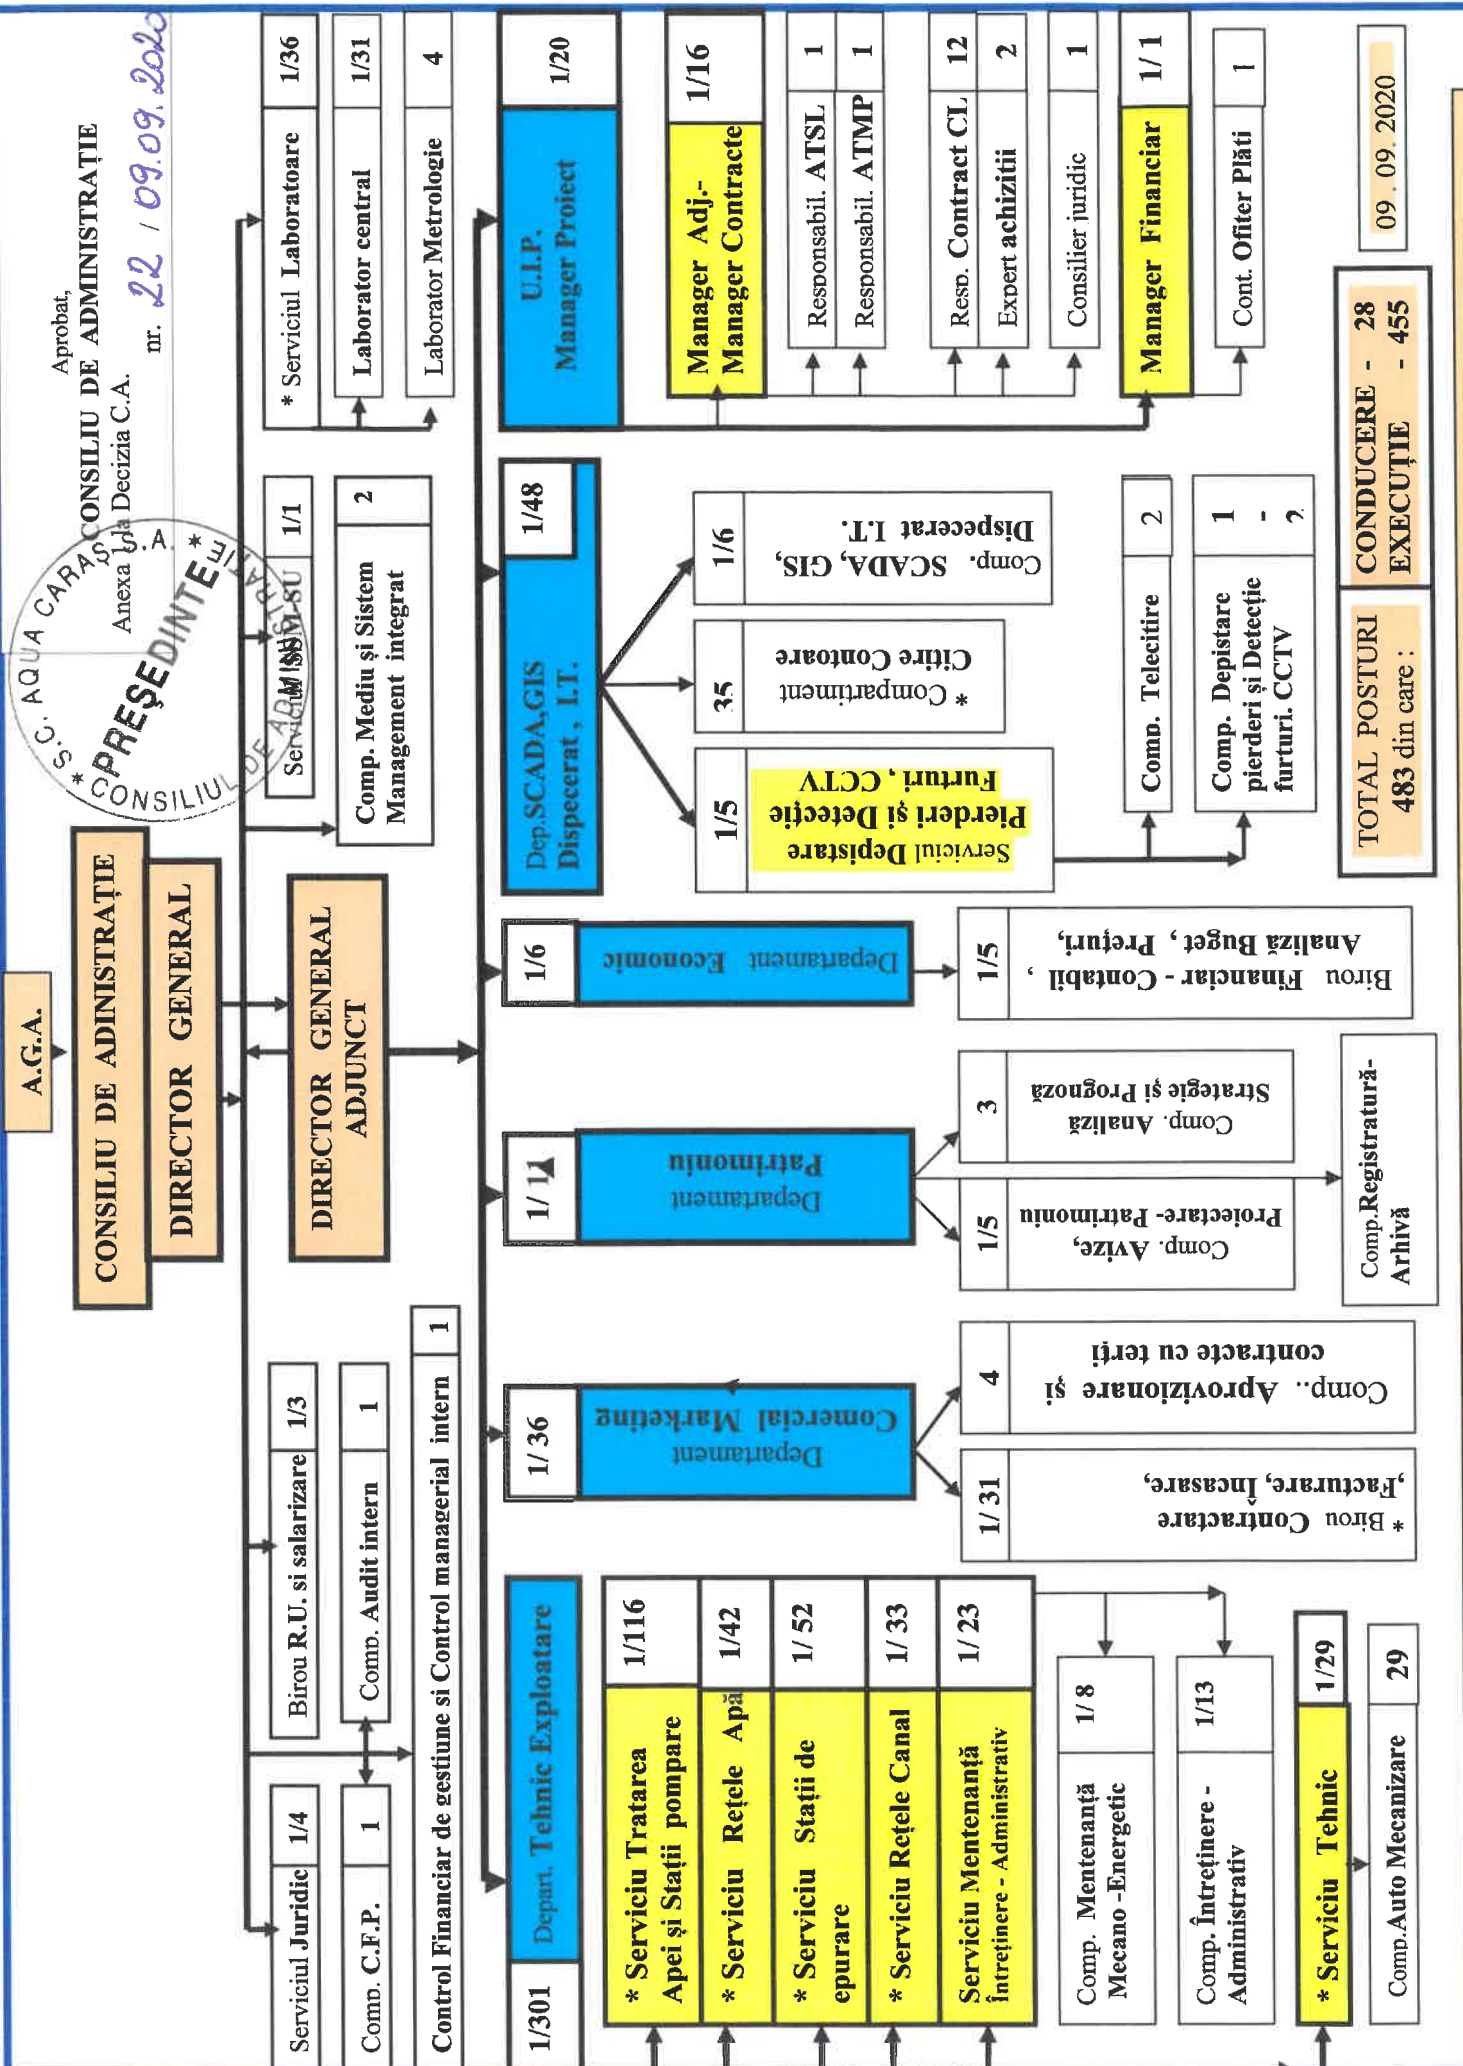 Aprobat,
CONSILIU DE ADMINISTRAȚIE
Anexa 1 la Decizia C.A.
nr. 22 / 09.09.2020
S.C. AQUA CARAȘ S.A. * CONSILIUL DE ADMINISTRAȚIE *
PREȘEDINTE
A.G.A.
CONSILIU DE ADINISTRAȚIE
DIRECTOR GENERAL
DIRECTOR GENERAL
ADJUNCT
Serviciul Juridic 1/4
Comp. C.F.P. 1
Birou R.U. si salarizare 1/3
Comp. Audit intern 1
Control Financiar de gestiune si Control managerial intern 1
Serviciul SSM-SU 1/1
Comp. Mediu și Sistem
Management integrat 2
* Serviciul Laboratoare 1/36
Laborator central 1/31
Laborator Metrologie 4
1/301 Depart. Tehnic Exploatare
* Serviciu Tratarea
Apei și Stații pompare 1/116
* Serviciu Rețele Apă 1/42
* Serviciu Stații de
epurare 1/ 52
* Serviciu Rețele Canal 1/ 33
Serviciu Mentenanță
Întreținere - Administrativ 1/ 23
Comp. Mentenanță
Mecano -Energetic 1/ 8
Comp. Întreținere -
Administrativ 1/13
* Serviciu Tehnic 1/29
Comp.Auto Mecanizare 29
1/ 36
Departament
Comercial Marketing
1/ 31
* Birou Contractare
,Facturare, Încasare,
4
Comp.. Aprovizionare și
contracte cu terți
1/ 11
Departament
Patrimoniu
1/5
Comp. Avize,
Proiectare- Patrimoniu
3
Comp. Analiză
Strategie și Prognoză
Comp.Registratură-
Arhivă
1/6
Departament Economic
1/5
Birou Financiar - Contabil ,
Analiză Buget , Prețuri,
Dep.SCADA,GIS
Dispecerat , I.T. 1/48
1/5
Serviciul Depistare
Pierderi și Detecție
Furturi , CCTV
35
* Compartiment
Citire Contoare
1/6
Comp. SCADA, GIS,
Dispecerat I.T.
Comp. Telecitire 2
Comp. Depistare 1
pierderi și Detecție -
furturi. CCTV 2
U.I.P.
Manager Proiect 1/20
Manager Adj.-
Manager Contracte 1/16
Responsabil. ATSL 1
Responsabil. ATMP 1
Resp. Contract CL 12
Expert achizitii 2
Consilier juridic 1
Manager Financiar 1/ 1
Cont. Ofiter Plăti 1
TOTAL POSTURI
483 din care :
CONDUCERE - 28
EXECUȚIE - 455
09 . 09. 2020